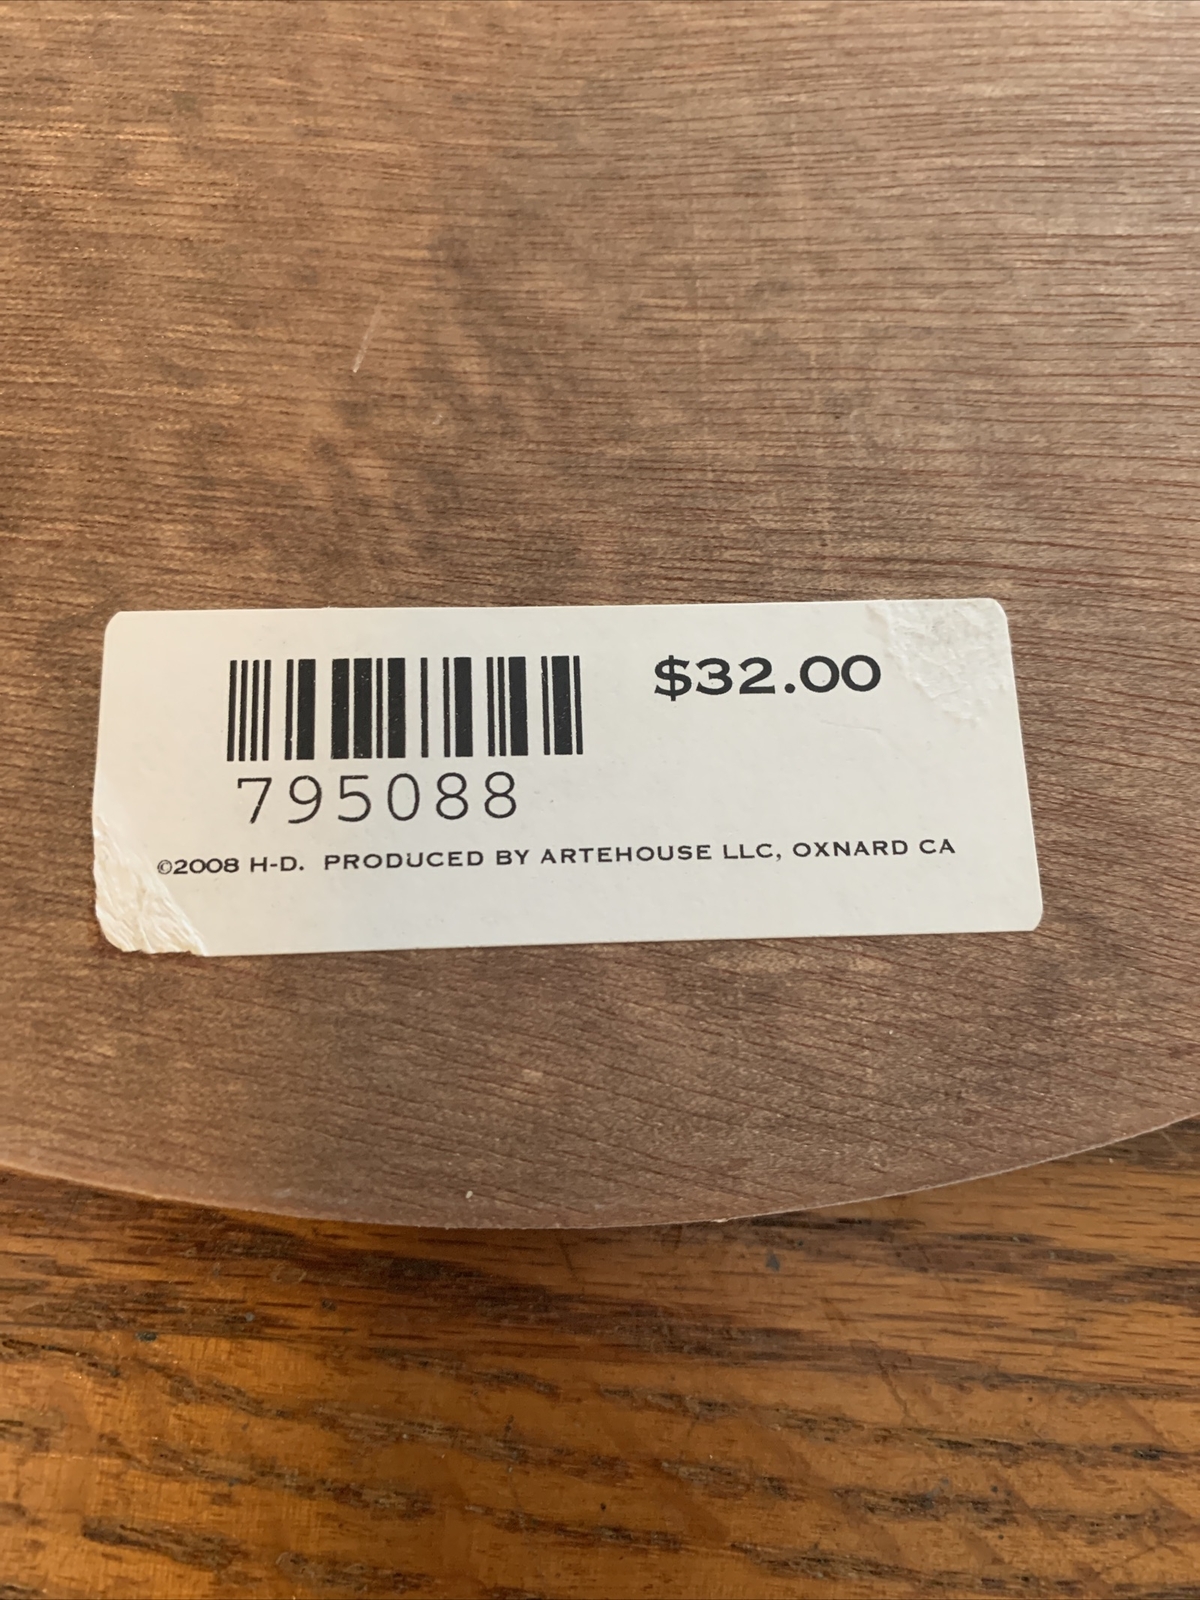 $32.00
795088
©2008 H-D. PRODUCED BY ARTEHOUSE LLC, OXNARD CA